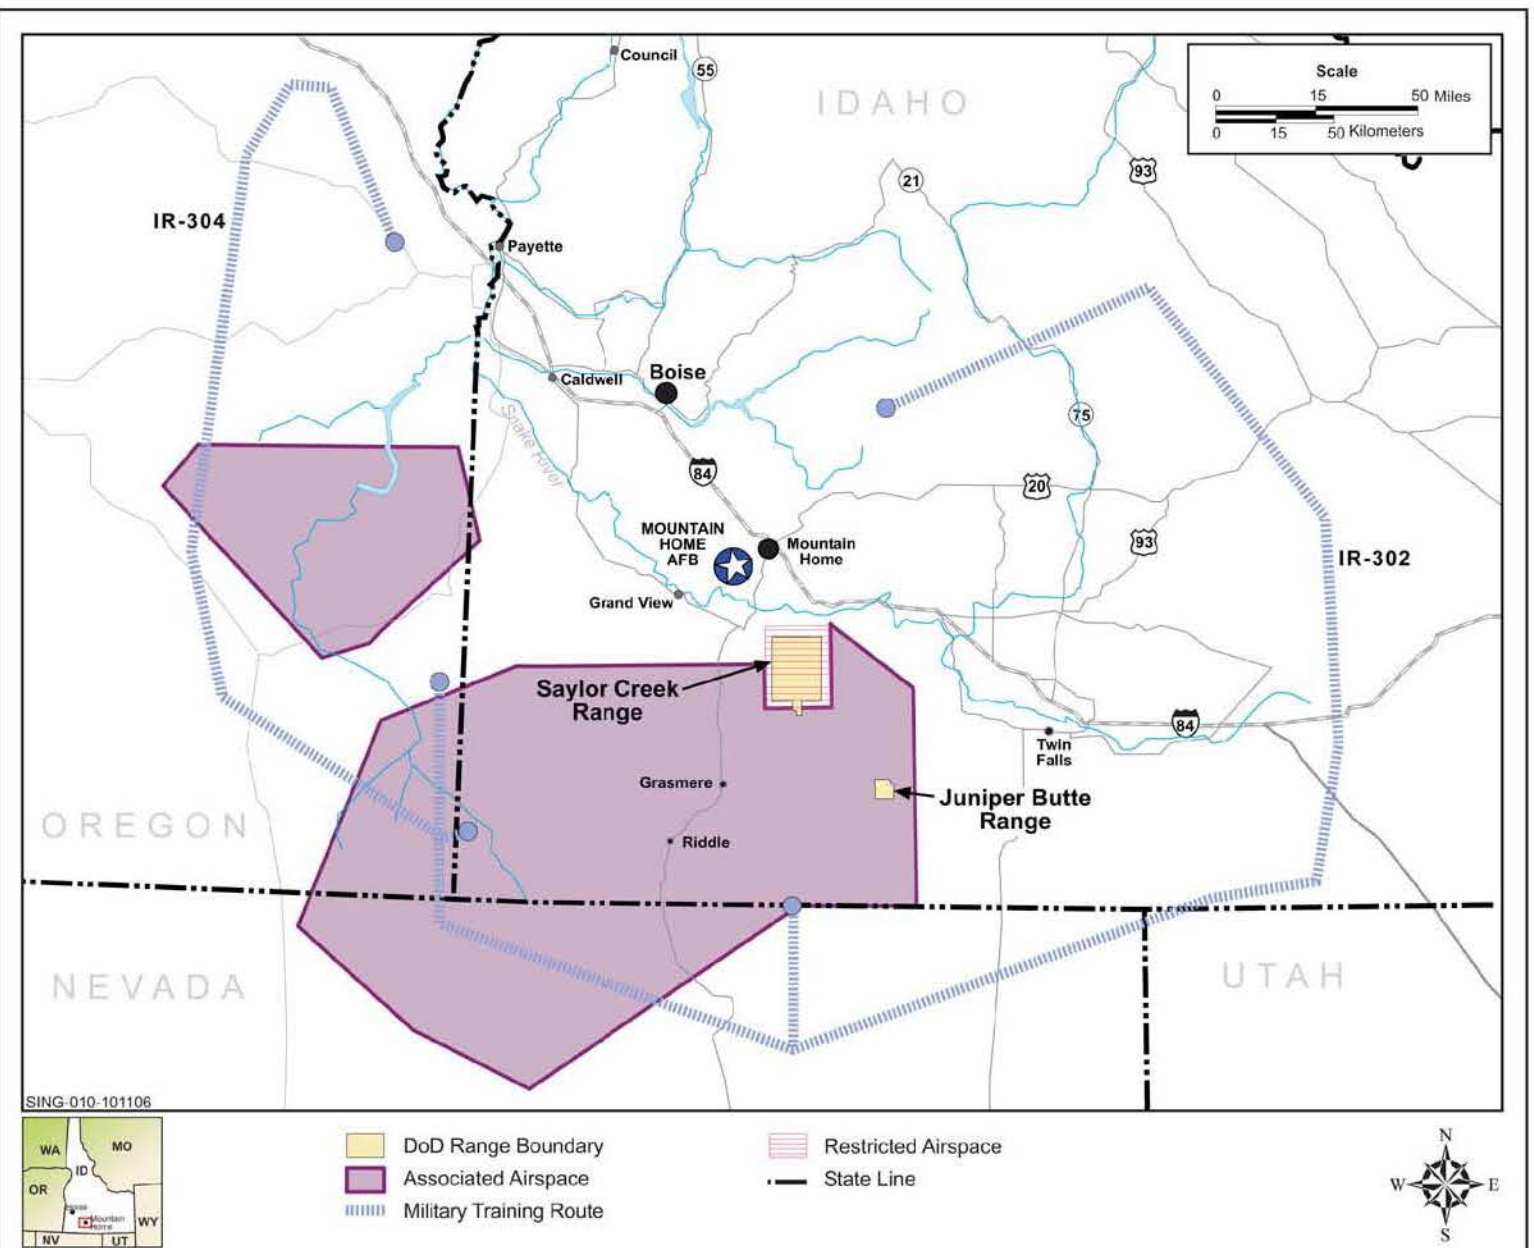 Council
55
IDAHO
Scale
0 15 50 Miles
0 15 50 Kilometers
93
21
IR-304
Payette
Boise
Caldwell
Snake River
75
84
20
MOUNTAIN
HOME
AFB
Mountain
Home
93
IR-302
Grand View
Saylor Creek
Range
84
Twin
Falls
Grasmere
Juniper Butte
Range
OREGON
Riddle
NEVADA
UTAH
SING-010-101106
WA
MO
ID
OR
Boise
Mountain
Home
WY
NV
UT
DoD Range Boundary
Associated Airspace
Military Training Route
Restricted Airspace
State Line
N
W
E
S